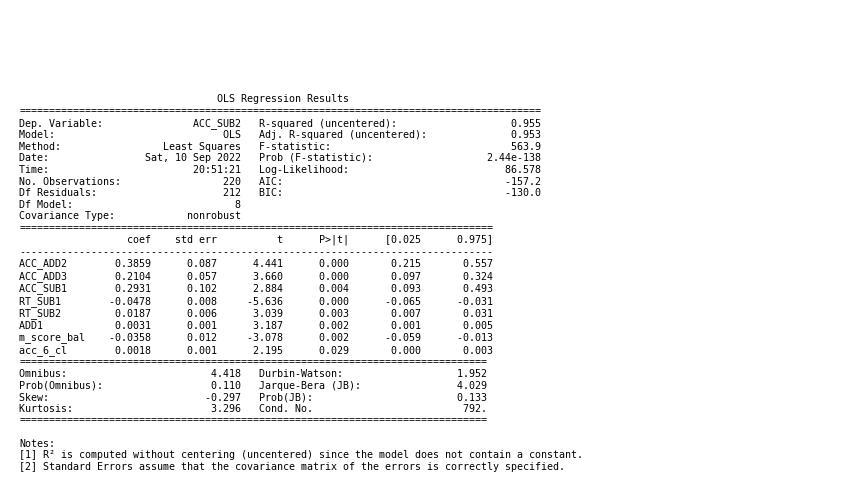 OLS Regression Results
=======================================================================================
Dep. Variable:               ACC_SUB2   R-squared (uncentered):                   0.955
Model:                            OLS   Adj. R-squared (uncentered):              0.953
Method:                 Least Squares   F-statistic:                              563.9
Date:                Sat, 10 Sep 2022   Prob (F-statistic):                   2.44e-138
Time:                        20:51:21   Log-Likelihood:                          86.578
No. Observations:                 220   AIC:                                     -157.2
Df Residuals:                     212   BIC:                                     -130.0
Df Model:                           8
Covariance Type:            nonrobust
===============================================================================
                  coef    std err          t      P>|t|      [0.025      0.975]
-------------------------------------------------------------------------------
ACC_ADD2        0.3859      0.087      4.441      0.000       0.215       0.557
ACC_ADD3        0.2104      0.057      3.660      0.000       0.097       0.324
ACC_SUB1        0.2931      0.102      2.884      0.004       0.093       0.493
RT_SUB1        -0.0478      0.008     -5.636      0.000      -0.065      -0.031
RT_SUB2         0.0187      0.006      3.039      0.003       0.007       0.031
ADD1            0.0031      0.001      3.187      0.002       0.001       0.005
m_score_bal    -0.0358      0.012     -3.078      0.002      -0.059      -0.013
acc_6_cl        0.0018      0.001      2.195      0.029       0.000       0.003
==============================================================================
Omnibus:                        4.418   Durbin-Watson:                   1.952
Prob(Omnibus):                  0.110   Jarque-Bera (JB):                4.029
Skew:                          -0.297   Prob(JB):                        0.133
Kurtosis:                       3.296   Cond. No.                         792.
==============================================================================
Notes:
[1] R² is computed without centering (uncentered) since the model does not contain a constant.
[2] Standard Errors assume that the covariance matrix of the errors is correctly specified.